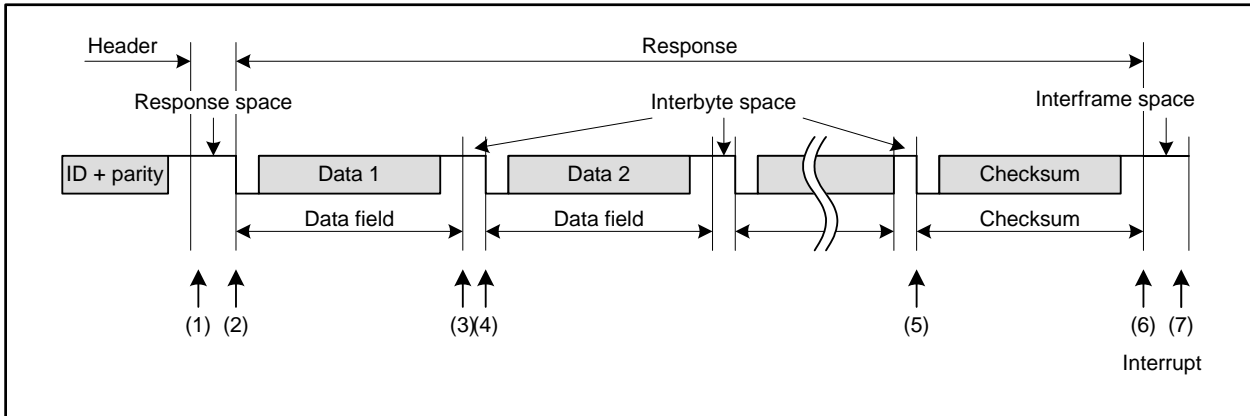 Header
Response
Response space
Interbyte space
Interframe space
ID + parity
Data 1
Data 2
Checksum
Data field
Data field
Checksum
(1)
(2)
(3)
(4)
(5)
(6)
(7)
Interrupt